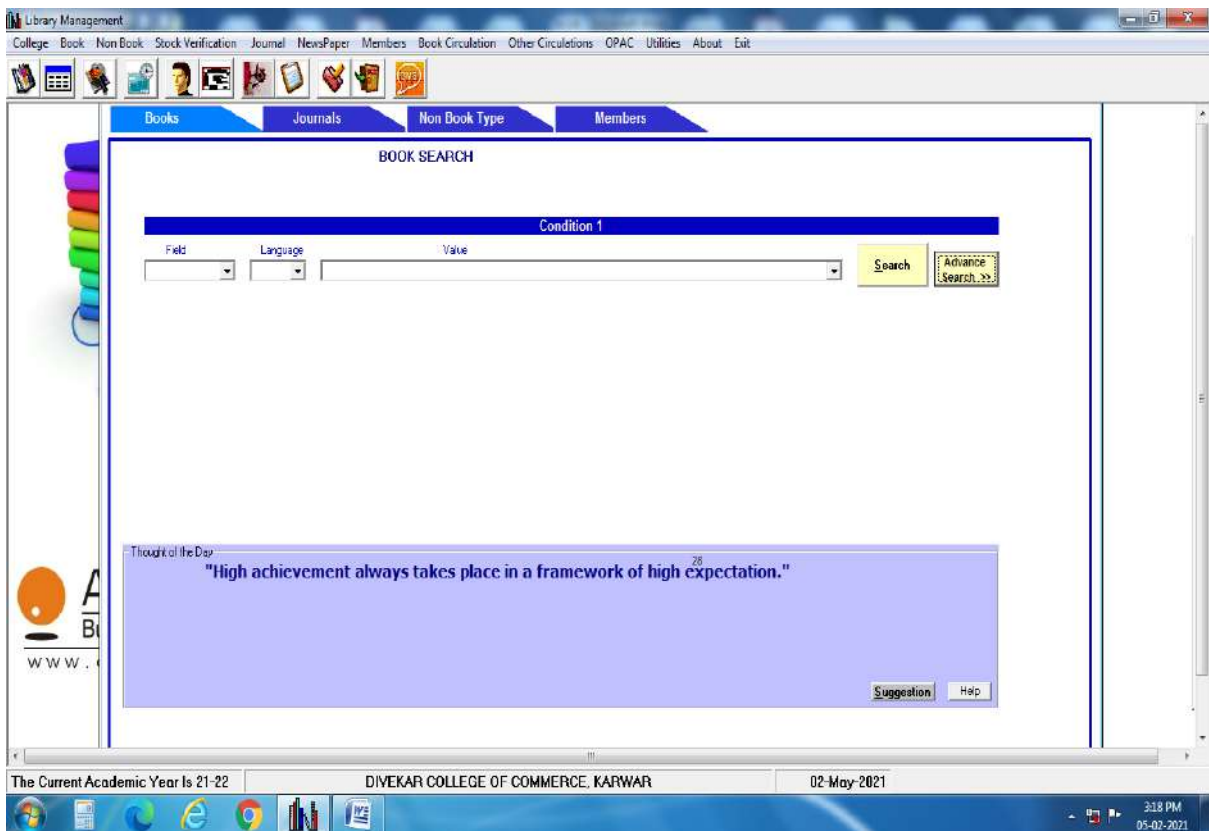 Library Management
College Book Non Book Stock Verification Journal NewsPaper Members Book Circulation Other Circulations OPAC Utilities About Exit
SMS
Books Journals Non Book Type Members
BOOK SEARCH
Condition 1
Field Language Value
Search
Advance
Search >>
Thought of the Day
28
"High achievement always takes place in a framework of high expectation."
A
B
www.
Suggestion Help
The Current Academic Year Is 21-22 DIVEKAR COLLEGE OF COMMERCE, KARWAR 02-May-2021
3:18 PM
05-02-2021